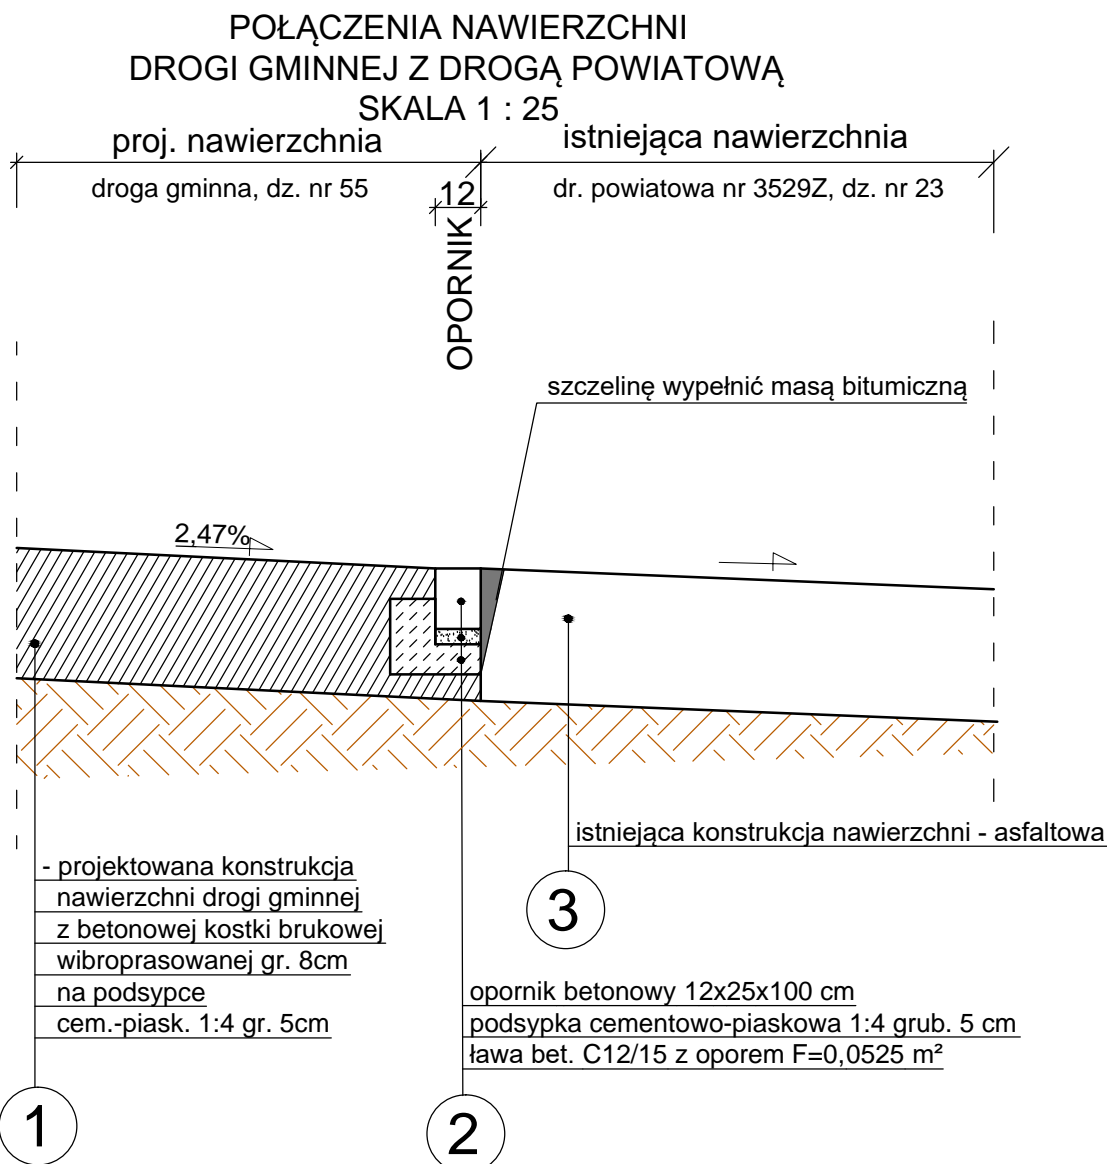 POŁĄCZENIA NAWIERZCHNI
DROGI GMINNEJ Z DROGĄ POWIATOWĄ
SKALA 1 : 25
proj. nawierzchnia
istniejąca nawierzchnia
droga gminna, dz. nr 55
12
dr. powiatowa nr 3529Z, dz. nr 23
OPORNIK
szczelinę wypełnić masą bitumiczną
2,47%
istniejąca konstrukcja nawierzchni - asfaltowa
3
- projektowana konstrukcja
nawierzchni drogi gminnej
z betonowej kostki brukowej
wibroprasowanej gr. 8cm
na podsypce
cem.-piask. 1:4 gr. 5cm
1
opornik betonowy 12x25x100 cm
podsypka cementowo-piaskowa 1:4 grub. 5 cm
ława bet. C12/15 z oporem F=0,0525 m²
2